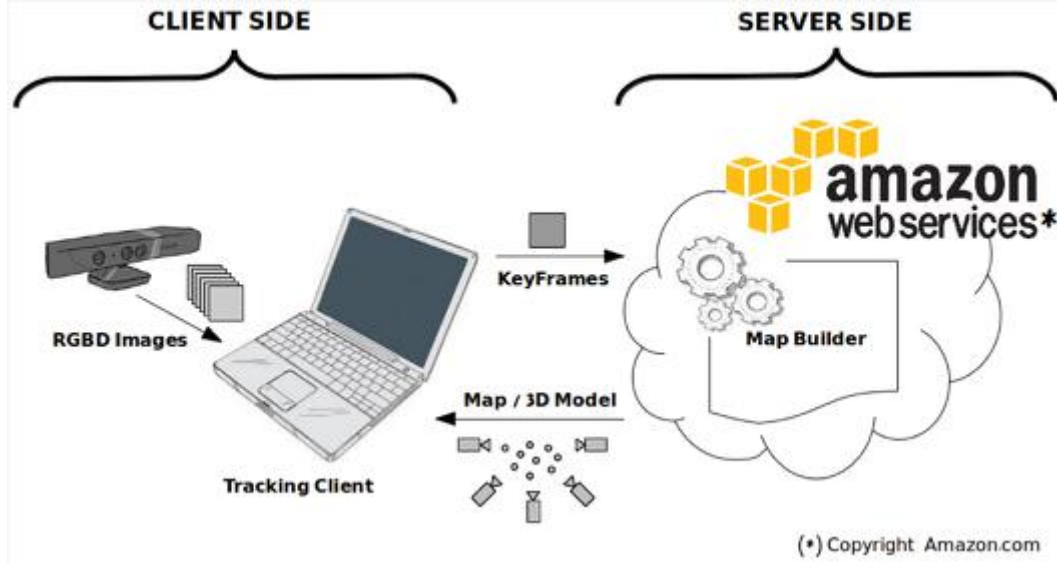 CLIENT SIDE
SERVER SIDE
amazon
webservices*
KeyFrames
RGBD Images
Map Builder
Map / 3D Model
Tracking Client
(*) Copyright Amazon.com